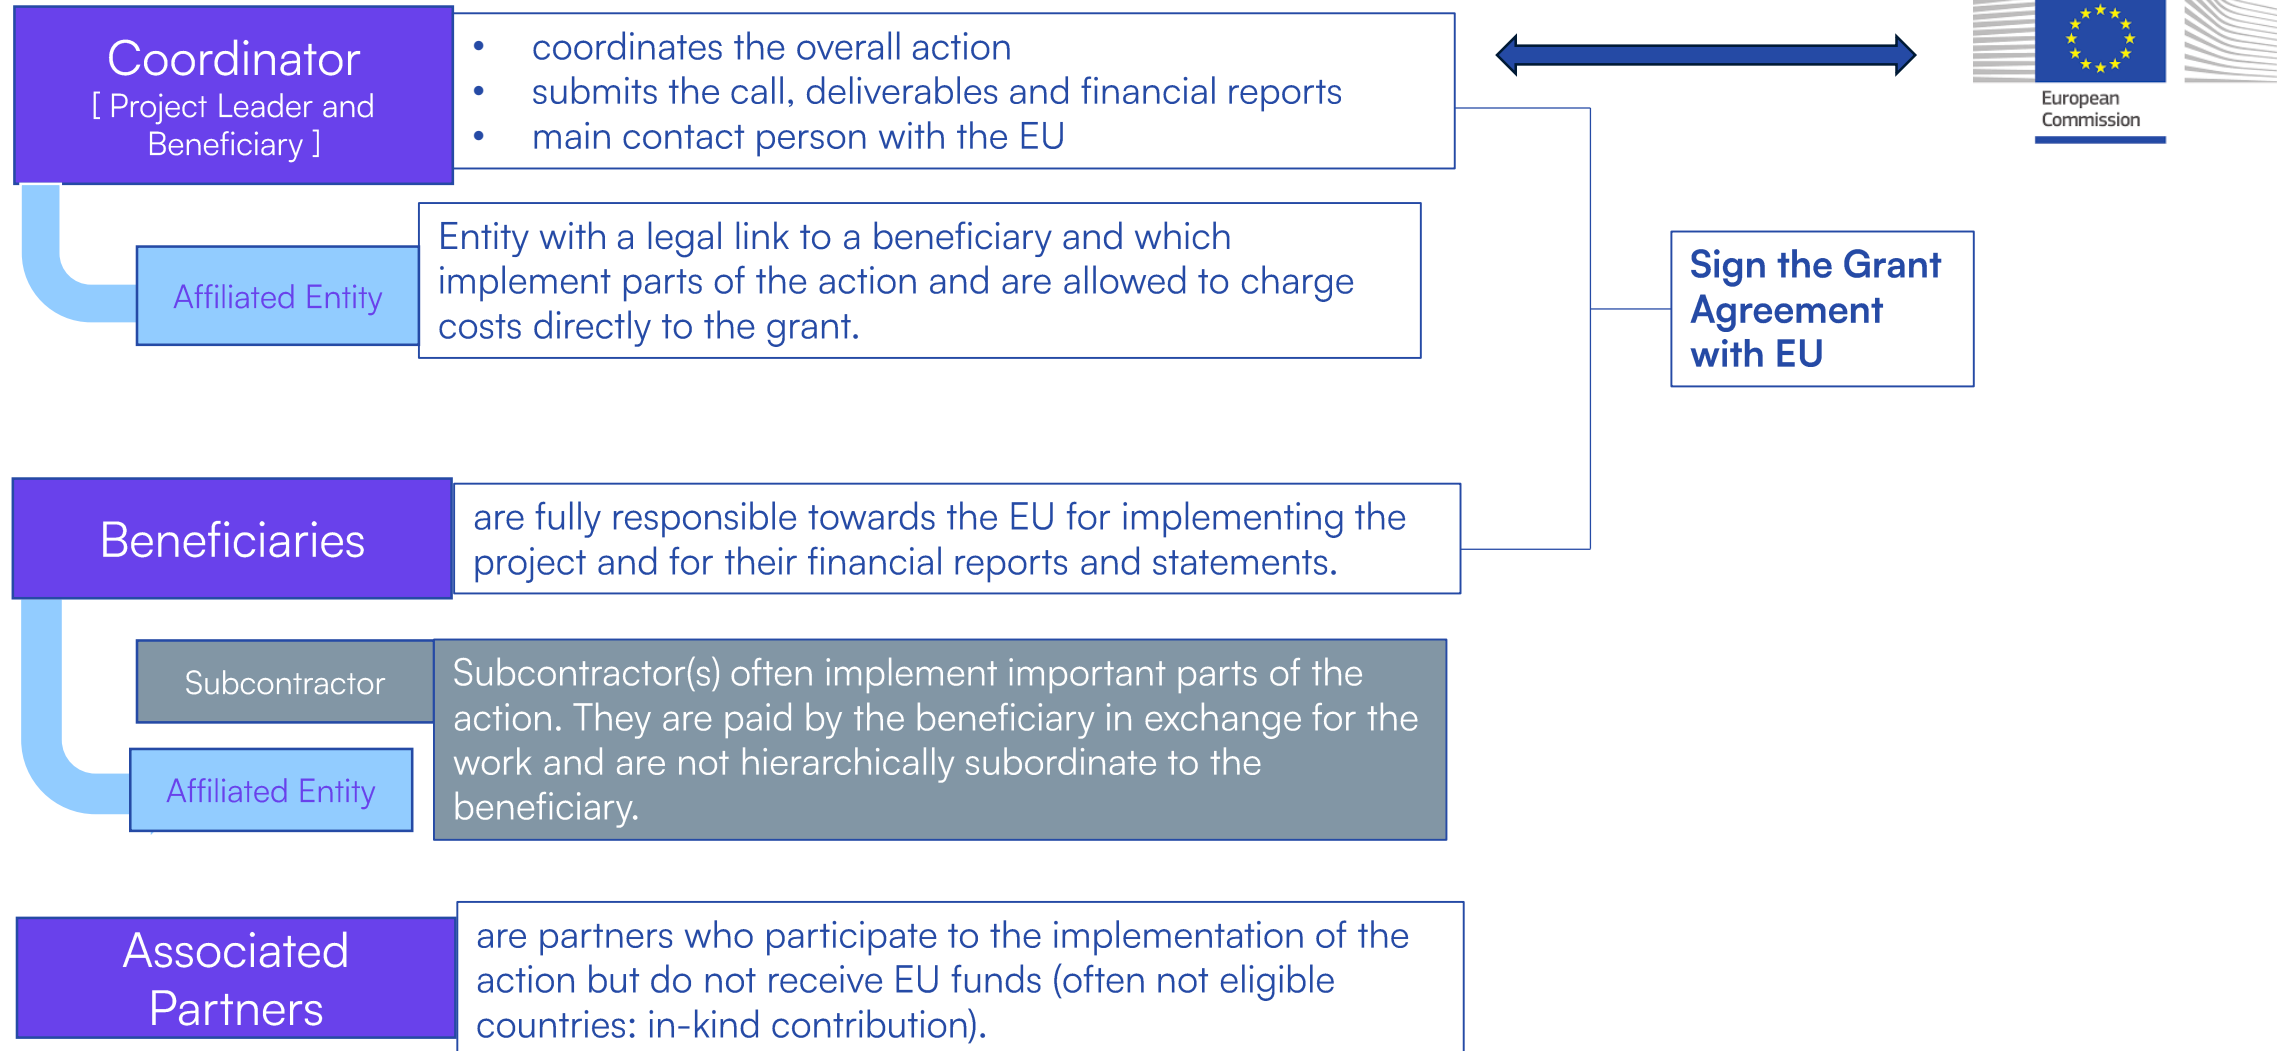 Coordinator
[ Project Leader and
Beneficiary ]
• coordinates the overall action
• submits the call, deliverables and financial reports
• main contact person with the EU
European
Commission
Affiliated Entity
Entity with a legal link to a beneficiary and which
implement parts of the action and are allowed to charge
costs directly to the grant.
Sign the Grant
Agreement
with EU
Beneficiaries
are fully responsible towards the EU for implementing the
project and for their financial reports and statements.
Subcontractor
Subcontractor(s) often implement important parts of the
action. They are paid by the beneficiary in exchange for the
work and are not hierarchically subordinate to the
beneficiary.
Affiliated Entity
Associated
Partners
are partners who participate to the implementation of the
action but do not receive EU funds (often not eligible
countries: in-kind contribution).